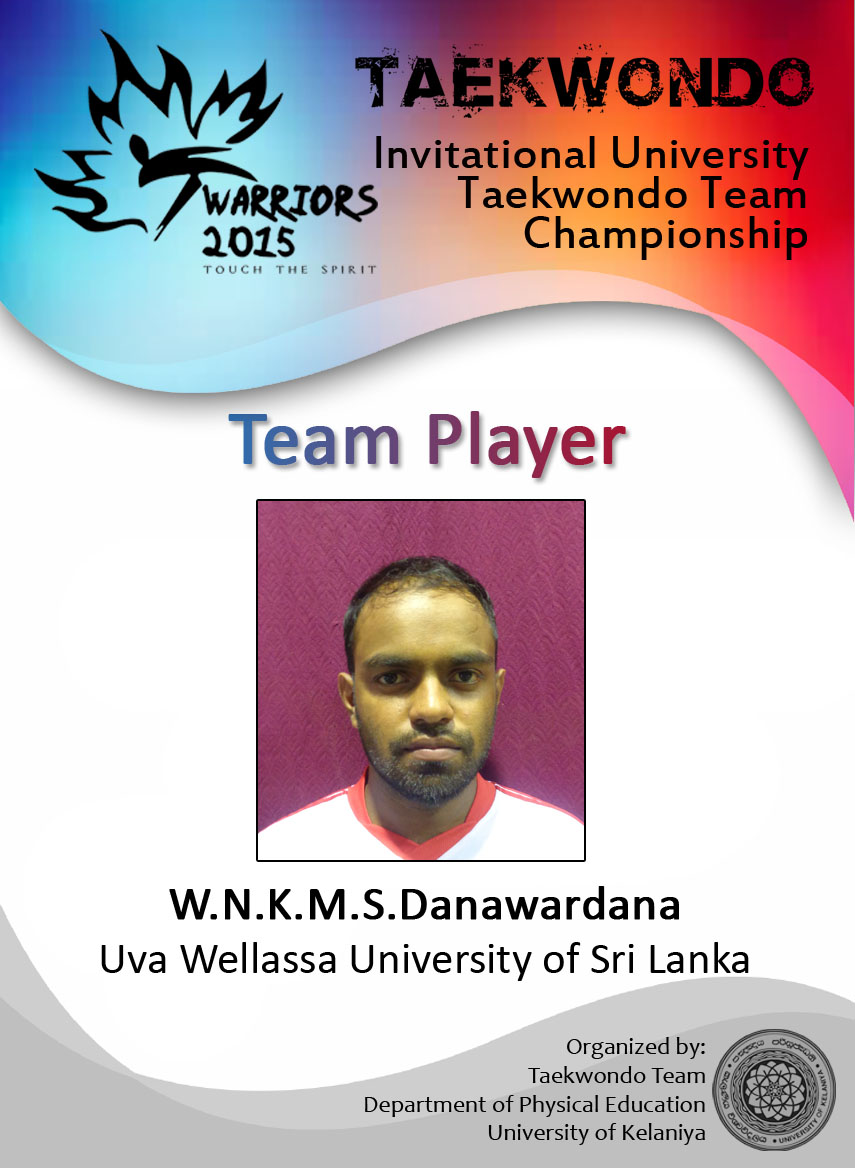 TAEKWONDO
Invitational University
Taekwondo Team
Championship
WARRIORS
2015
TOUCH THE SPIRIT
Team Player
W.N.K.M.S.Danawardana
Uva Wellassa University of Sri Lanka
Organized by:
Taekwondo Team
Department of Physical Education
University of Kelaniya
UNIVERSITY OF KELANIYA